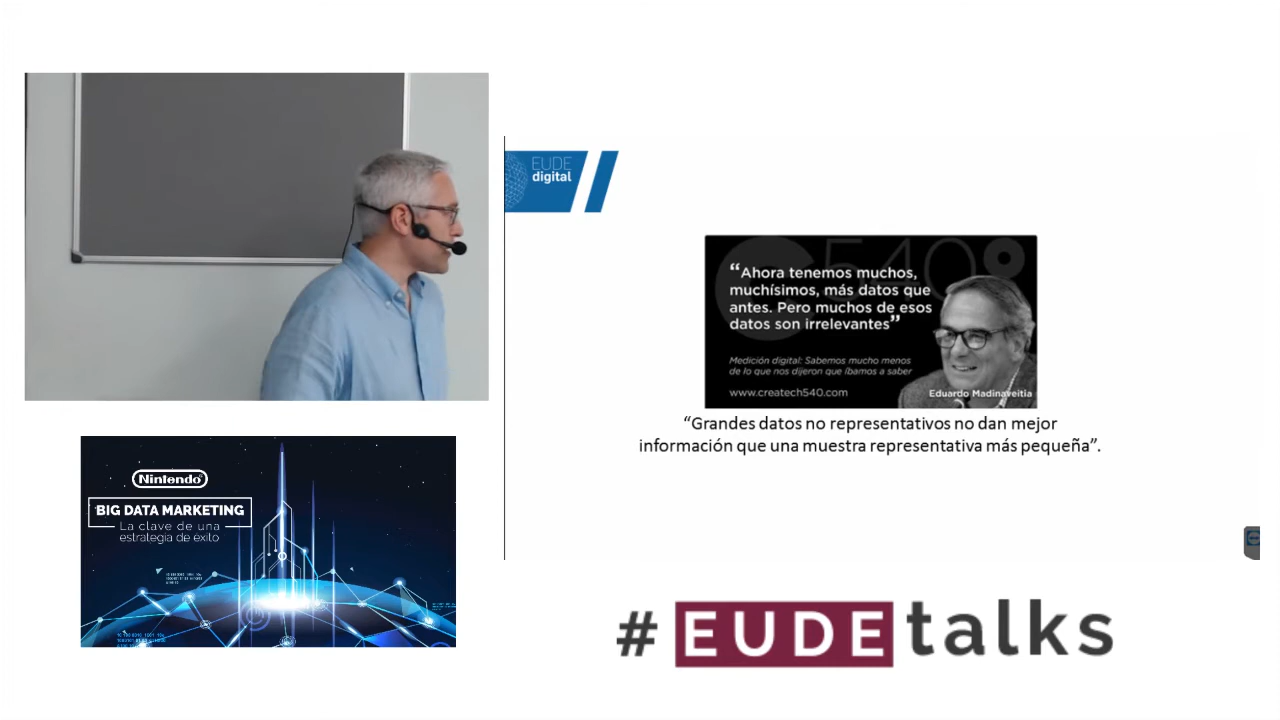 EUDE
digital
540º
“Ahora tenemos muchos,
muchísimos, más datos que
antes. Pero muchos de esos
datos son irrelevantes”
Medición digital: Sabemos mucho menos
de lo que nos dijeron que íbamos a saber
www.createch540.com
Eduardo Madinaveitia
“Grandes datos no representativos no dan mejor
información que una muestra representativa más pequeña”.
Nintendo
BIG DATA MARKETING
La clave de una
estrategia de éxito
#EUDEtalks